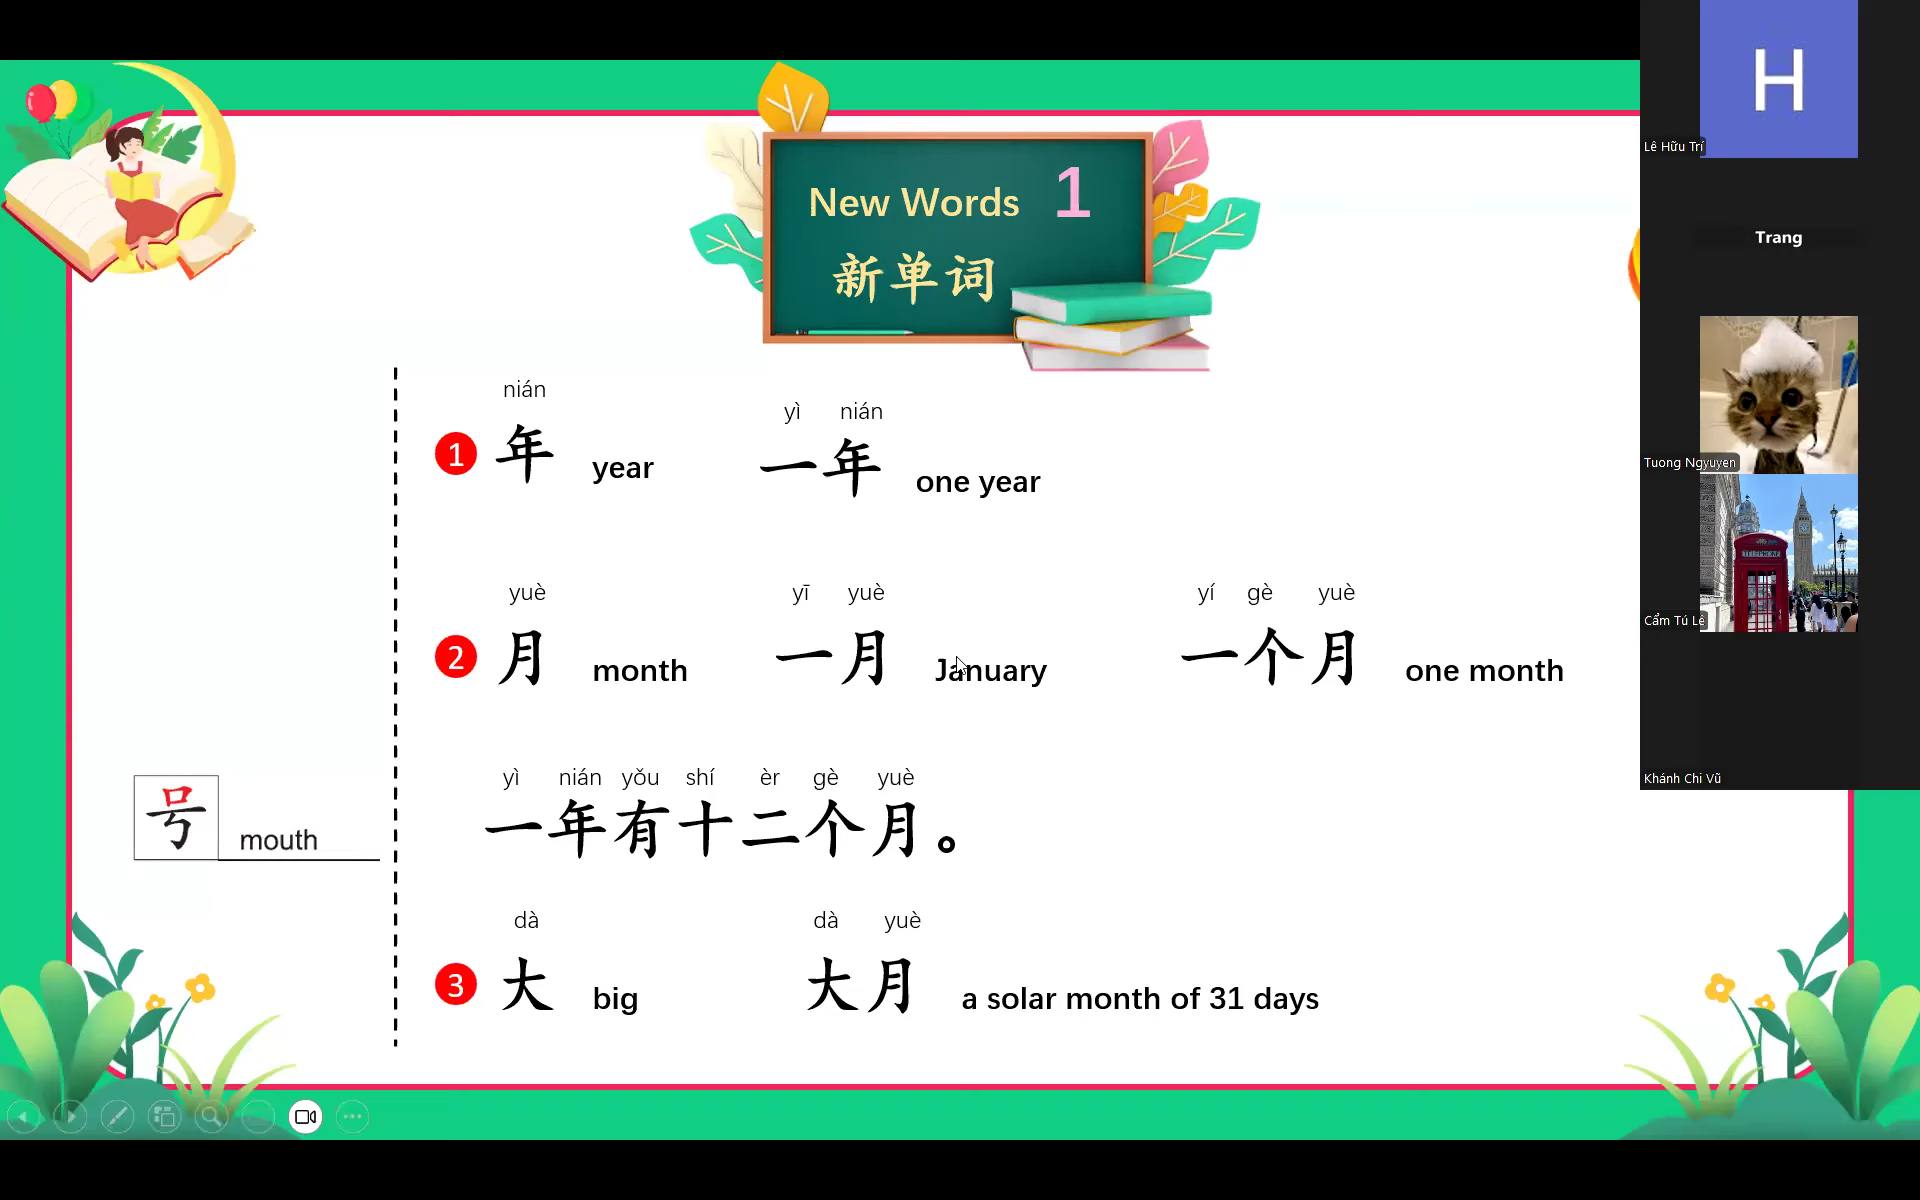 New Words 1
新单词
nián
yì nián
1 年 year 一年 one year
yuè
yī yuè
yí gè yuè
2 月 month 一月 January 一个月 one month
yì nián yǒu shí èr gè yuè
一年有十二个月。
号 mouth
dà
dà yuè
3 大 big 大月 a solar month of 31 days
H
Lê Hữu Trí
Trang
Tuong Ngyuyen
TELEPHONE
Cẩm Tú Lê
Khánh Chi Vũ